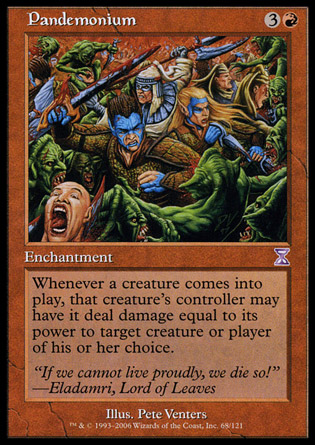 Pandemonium 3
Enchantment
Whenever a creature comes into
play, that creature's controller may
have it deal damage equal to its
power to target creature or player
of his or her choice.
"If we cannot live proudly, we die so!"
—Eladamri, Lord of Leaves
Illus. Pete Venters
™ & © 1993–2006 Wizards of the Coast, Inc. 68/121